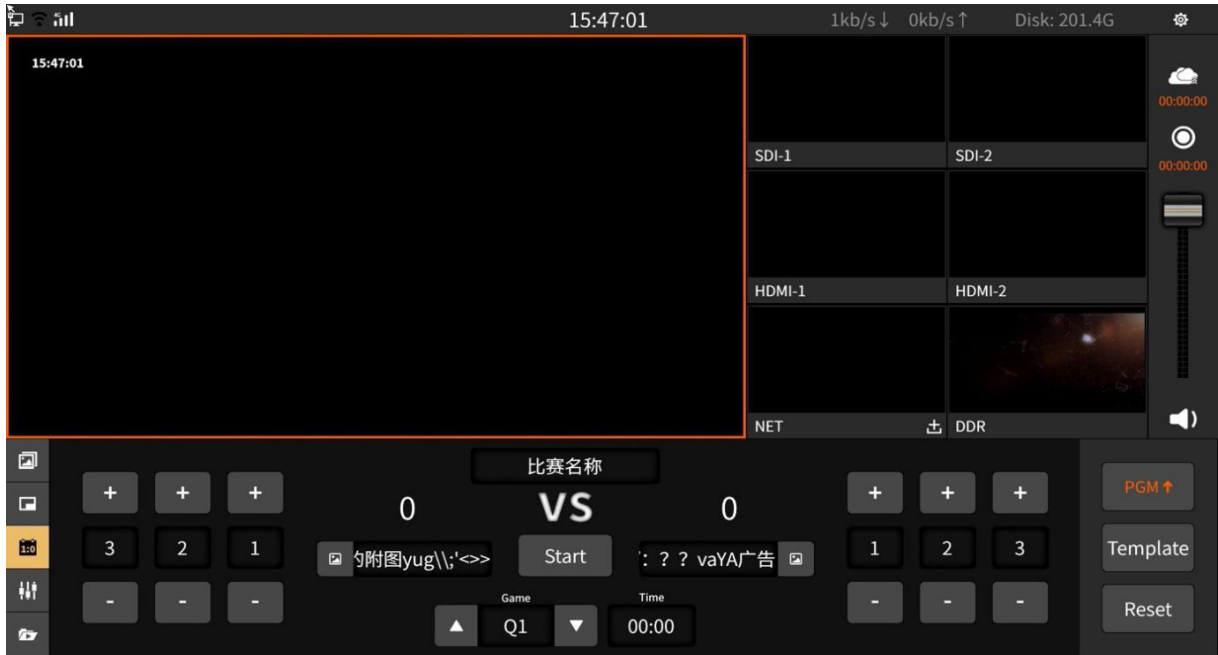 15:47:01
1kb/s↓ 0kb/s↑ Disk: 201.4G
15:47:01
SDI-1
SDI-2
00:00:00
00:00:00
HDMI-1
HDMI-2
NET
DDR
比赛名称
+ + +
0 VS 0
+ + +
PGM↑
3 2 1
的附图yug\\;'<>>
Start
: ? ? vaYA广告
1 2 3
Template
1:0
- - -
Game
Time
- - -
▲ Q1 ▼ 00:00
Reset